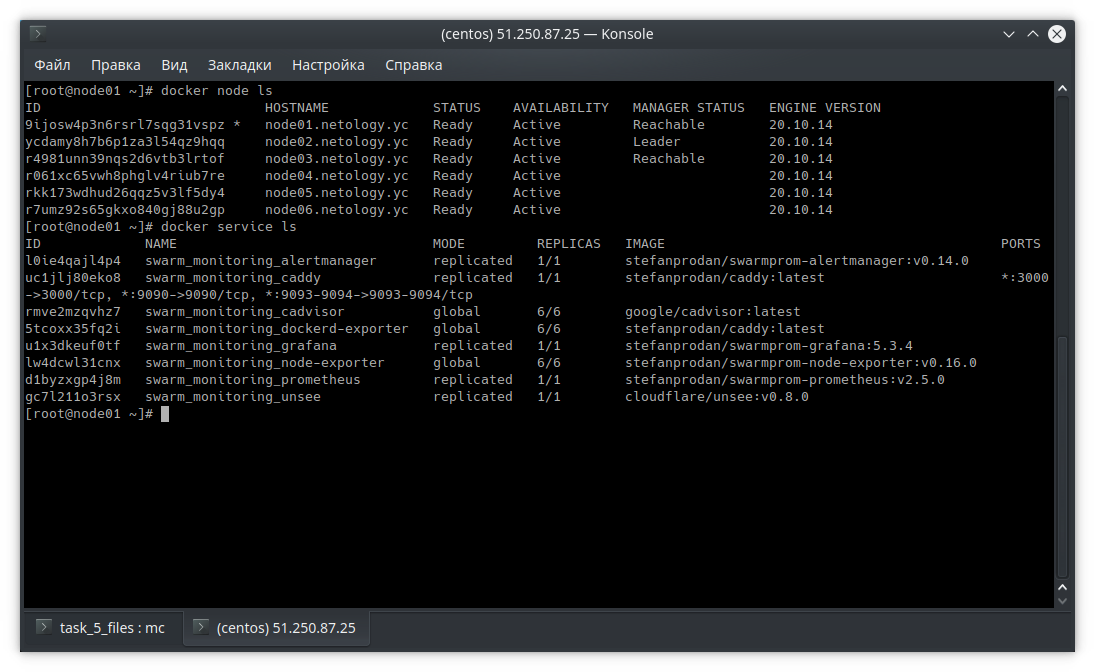 (centos) 51.250.87.25 — Konsole
Файл Правка Вид Закладки Настройка Справка
[root@node01 ~]# docker node ls
ID HOSTNAME STATUS AVAILABILITY MANAGER STATUS ENGINE VERSION
9ijosw4p3n6rsrl7sqg31vspz * node01.netology.yc Ready Active Reachable 20.10.14
ycdamy8h7b6p1za3l54qz9hqq node02.netology.yc Ready Active Leader 20.10.14
r4981unn39nqs2d6vtb3lrtof node03.netology.yc Ready Active Reachable 20.10.14
r061xc65vwh8phglv4riub7re node04.netology.yc Ready Active 20.10.14
rkk173wdhud26qqz5v3lf5dy4 node05.netology.yc Ready Active 20.10.14
r7umz92s65gkxo840gj88u2gp node06.netology.yc Ready Active 20.10.14
[root@node01 ~]# docker service ls
ID NAME MODE REPLICAS IMAGE PORTS
l0ie4qajl4p4 swarm_monitoring_alertmanager replicated 1/1 stefanprodan/swarmprom-alertmanager:v0.14.0
uc1jlj80eko8 swarm_monitoring_caddy replicated 1/1 stefanprodan/caddy:latest *:3000
->3000/tcp, *:9090->9090/tcp, *:9093-9094->9093-9094/tcp
rmve2mzqvhz7 swarm_monitoring_cadvisor global 6/6 google/cadvisor:latest
5tcoxx35fq2i swarm_monitoring_dockerd-exporter global 6/6 stefanprodan/caddy:latest
u1x3dkeuf0tf swarm_monitoring_grafana replicated 1/1 stefanprodan/swarmprom-grafana:5.3.4
lw4dcwl31cnx swarm_monitoring_node-exporter global 6/6 stefanprodan/swarmprom-node-exporter:v0.16.0
d1byzxgp4j8m swarm_monitoring_prometheus replicated 1/1 stefanprodan/swarmprom-prometheus:v2.5.0
gc7l211o3rsx swarm_monitoring_unsee replicated 1/1 cloudflare/unsee:v0.8.0
[root@node01 ~]#
task_5_files : mc (centos) 51.250.87.25